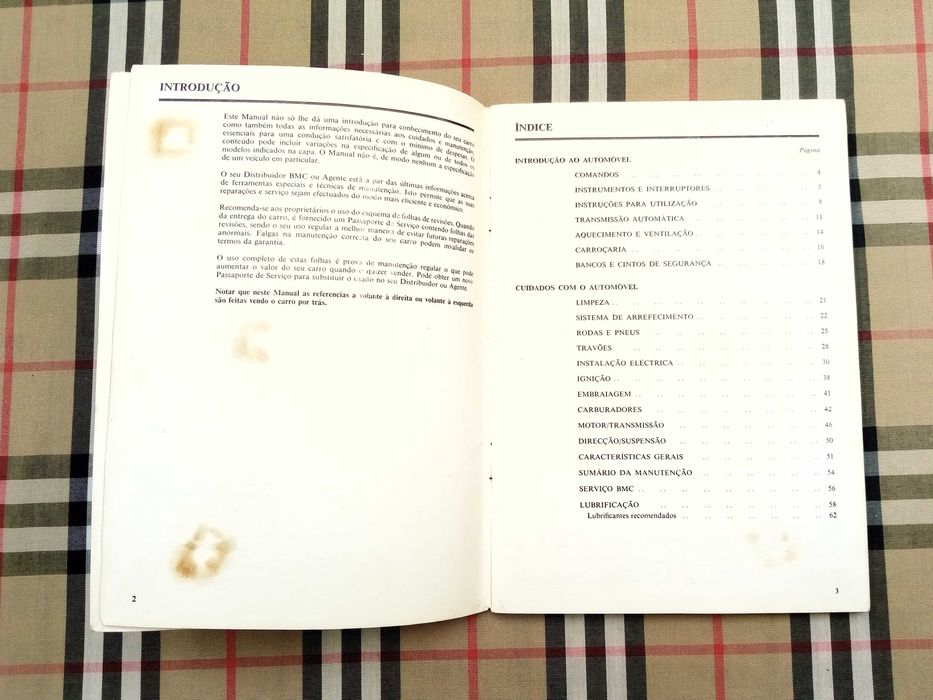 INTRODUÇÃO
Este Manual não só lhe dá uma introdução para conhecimento do seu carro
como também todas as informações necessárias aos cuidados e manutenção
essenciais para uma condução satisfatória e com o mínimo de despesas. O
conteúdo pode incluir variações na especificação de algum ou de todos os
modelos indicados na capa. O Manual não é, de modo nenhum a especificação
de um veiculo em particular.
O seu Distribuidor BMC ou Agente está a par das últimas informações acerca
de ferramentas especiais e técnicas de manutenção. Isto permite que as suas
reparações e serviço sejam efectuados do modo mais eficiente e económico.
Recomenda-se aos proprietários o uso do esquema de folhas de revisões. Quando
da entrega do carro, é fornecido um Passaporte de Serviço contendo folhas das
revisões, sendo o seu uso regular a melhor maneira de evitar futuras reparações
anormais. Falgas na manutenção correcta do seu carro podem invalidar os
termos da garantia.
O uso completo de estas folhas é prova de manutenção regular o que pode
aumentar o valor do seu carro quando o quizer vender. Pode obter um novo
Passaporte de Serviço para substituir o usado no seu Distribuidor ou Agente.
Notar que neste Manual as referencias a volante à direita ou volante à esquerda
são feitas vendo o carro por trás.
2
ÍNDICE
Pagina
INTRODUÇÃO AO AUTOMÓVEL
COMANDOS .. .. .. .. .. .. 4
INSTRUMENTOS E INTERRUPTORES .. .. .. .. 5
INSTRUÇÕES PARA UTILIZAÇÃO .. .. .. .. 8
TRANSMISSÃO AUTOMÁTICA .. .. .. .. 11
AQUECIMENTO E VENTILAÇÃO .. .. .. .. 14
CARROÇARIA .. .. .. .. .. .. 16
BANCOS E CINTOS DE SEGURANÇA .. .. .. .. 18
CUIDADOS COM O AUTOMÓVEL
LIMPEZA .. .. .. .. .. .. 21
SISTEMA DE ARREFECIMENTO .. .. .. .. 22
RODAS E PNEUS .. .. .. .. .. 25
TRAVÕES .. .. .. .. .. .. 28
INSTALAÇÃO ELÉCTRICA .. .. .. .. .. 30
IGNIÇÃO .. .. .. .. .. .. 38
EMBRAIAGEM .. .. .. .. .. .. 41
CARBURADORES .. .. .. .. .. 42
MOTOR/TRANSMISSÃO .. .. .. .. .. 46
DIRECÇÃO/SUSPENSÃO .. .. .. .. .. 50
CARACTERÍSTICAS GERAIS .. .. .. .. 51
SUMÁRIO DA MANUTENÇÃO .. .. .. .. 54
SERVIÇO BMC .. .. .. .. .. .. 56
LUBRIFICAÇÃO .. .. .. .. .. 58
Lubrificantes recomendados .. .. .. .. .. 62
3